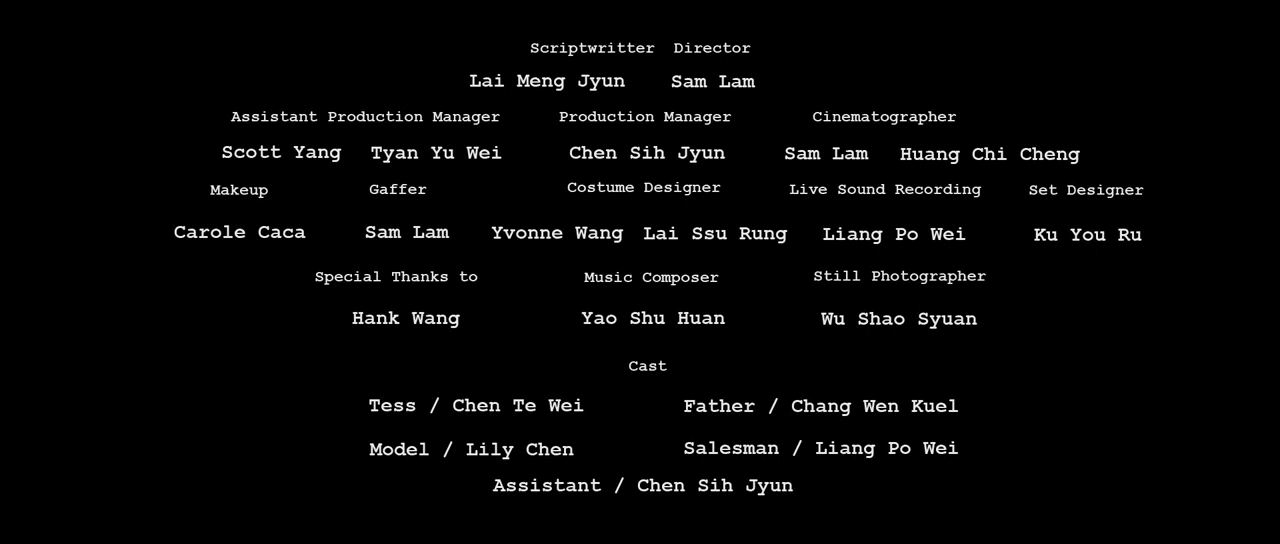 Scriptwritter Director
Lai Meng Jyun Sam Lam
Assistant Production Manager Production Manager Cinematographer
Scott Yang Tyan Yu Wei Chen Sih Jyun Sam Lam Huang Chi Cheng
Makeup Gaffer Costume Designer Live Sound Recording Set Designer
Carole Caca Sam Lam Yvonne Wang Lai Ssu Rung Liang Po Wei Ku You Ru
Special Thanks to Music Composer Still Photographer
Hank Wang Yao Shu Huan Wu Shao Syuan
Cast
Tess / Chen Te Wei Father / Chang Wen Kuel
Model / Lily Chen Salesman / Liang Po Wei
Assistant / Chen Sih Jyun